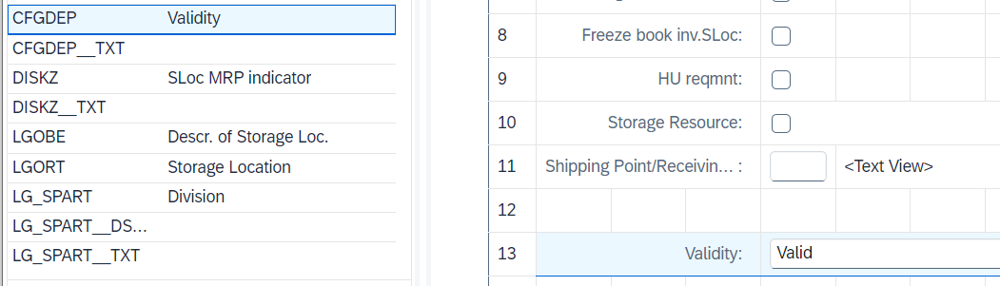 CFGDEP Validity
CFGDEP__TXT
DISKZ SLoc MRP indicator
DISKZ__TXT
LGOBE Descr. of Storage Loc.
LGORT Storage Location
LG_SPART Division
LG_SPART__DS...
LG_SPART__TXT
8 Freeze book inv.SLoc:
9 HU reqmnt:
10 Storage Resource:
11 Shipping Point/Receivin... : <Text View>
12
13 Validity: Valid